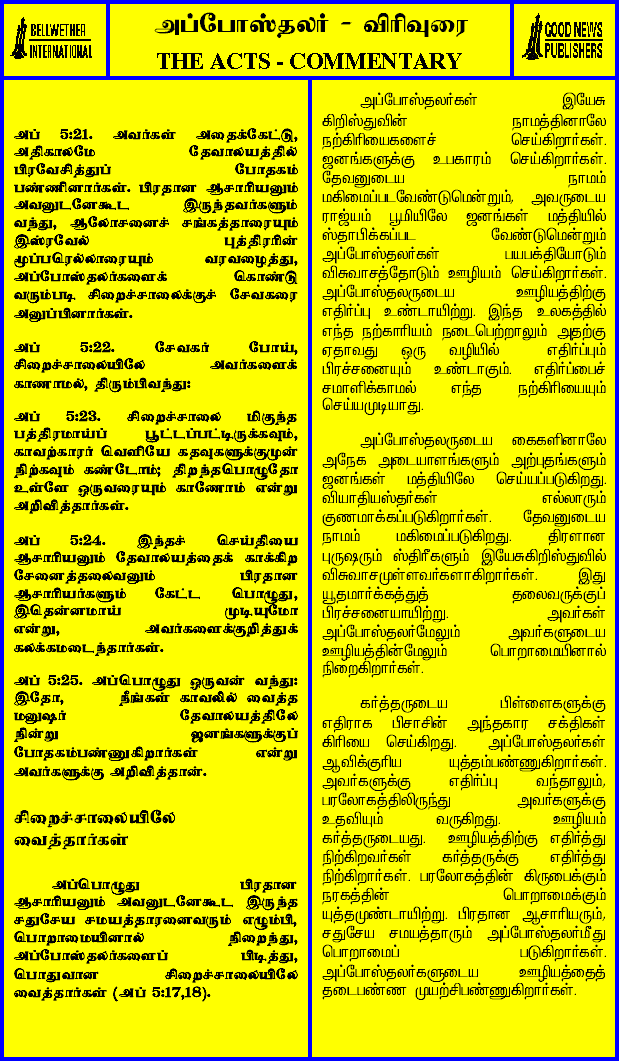 BELLWETHER
INTERNATIONAL
அப்போஸ்தலர் - விரிவுரை
THE ACTS - COMMENTARY
GOOD NEWS
PUBLISHERS
அப் 5:21. அவர்கள் அதைக்கேட்டு,
அதிகாலமே தேவாலயத்தில்
பிரவேசித்துப் போதகம்
பண்ணினார்கள். பிரதான ஆசாரியனும்
அவனுடனேகூட இருந்தவர்களும்
வந்து, ஆலோசனைச் சங்கத்தாரையும்
இஸ்ரவேல் புத்திரரின்
மூப்பரெல்லாரையும் வரவழைத்து,
அப்போஸ்தலர்களைக் கொண்டு
வரும்படி சிறைச்சாலைக்குச் சேவகரை
அனுப்பினார்கள்.
அப் 5:22. சேவகர் போய்,
சிறைச்சாலையிலே அவர்களைக்
காணாமல், திரும்பிவந்து:
அப் 5:23. சிறைச்சாலை மிகுந்த
பத்திரமாய்ப் பூட்டப்பட்டிருக்கவும்,
காவற்காரர் வெளியே கதவுகளுக்குமுன்
நிற்கவும் கண்டோம்; திறந்தபொழுதோ
உள்ளே ஒருவரையும் காணோம் என்று
அறிவித்தார்கள்.
அப் 5:24. இந்தச் செய்தியை
ஆசாரியனும் தேவாலயத்தைக் காக்கிற
சேனைத்தலைவனும் பிரதான
ஆசாரியர்களும் கேட்ட பொழுது,
இதென்னமாய் முடியுமோ
என்று, அவர்களைக்குறித்துக்
கலக்கமடைந்தார்கள்.
அப் 5:25. அப்பொழுது ஒருவன் வந்து:
இதோ, நீங்கள் காவலில் வைத்த
மனுஷர் தேவாலயத்திலே
நின்று ஜனங்களுக்குப்
போதகம்பண்ணுகிறார்கள் என்று
அவர்களுக்கு அறிவித்தான்.
சிறைச்சாலையிலே
வைத்தார்கள்
அப்பொழுது பிரதான
ஆசாரியனும் அவனுடனேகூட இருந்த
சதுசேய சமயத்தாரனைவரும் எழும்பி,
பொறாமையினால் நிறைந்து,
அப்போஸ்தலர்களைப் பிடித்து,
பொதுவான சிறைச்சாலையிலே
வைத்தார்கள் (அப் 5:17,18).
அப்போஸ்தலர்கள் இயேசு
கிறிஸ்துவின் நாமத்தினாலே
நற்கிரியைகளைச் செய்கிறார்கள்.
ஜனங்களுக்கு உபகாரம் செய்கிறார்கள்.
தேவனுடைய நாமம்
மகிமைப்படவேண்டுமென்றும், அவருடைய
ராஜ்யம் பூமியிலே ஜனங்கள் மத்தியில்
ஸ்தாபிக்கப்பட வேண்டுமென்றும்
அப்போஸ்தலர்கள் பயபக்தியோடும்
விசுவாசத்தோடும் ஊழியம் செய்கிறார்கள்.
அப்போஸ்தலருடைய ஊழியத்திற்கு
எதிர்ப்பு உண்டாயிற்று. இந்த உலகத்தில்
எந்த நற்காரியம் நடைபெற்றாலும் அதற்கு
ஏதாவது ஒரு வழியில் எதிர்ப்பும்
பிரச்சனையும் உண்டாகும். எதிர்ப்பைச்
சமாளிக்காமல் எந்த நற்கிரியையும்
செய்யமுடியாது.
அப்போஸ்தலருடைய கைகளினாலே
அநேக அடையாளங்களும் அற்புதங்களும்
ஜனங்கள் மத்தியிலே செய்யப்படுகிறது.
வியாதியஸ்தர்கள் எல்லாரும்
குணமாக்கப்படுகிறார்கள். தேவனுடைய
நாமம் மகிமைப்படுகிறது. திரளான
புருஷரும் ஸ்திரீகளும் இயேசுகிறிஸ்துவில்
விசுவாசமுள்ளவர்களாகிறார்கள். இது
யூதமார்க்கத்துத் தலைவருக்குப்
பிரச்சனையாயிற்று. அவர்கள்
அப்போஸ்தலர்மேலும் அவர்களுடைய
ஊழியத்தின்மேலும் பொறாமையினால்
நிறைகிறார்கள்.
கர்த்தருடைய பிள்ளைகளுக்கு
எதிராக பிசாசின் அந்தகார சக்திகள்
கிரியை செய்கிறது. அப்போஸ்தலர்கள்
ஆவிக்குரிய யுத்தம்பண்ணுகிறார்கள்.
அவர்களுக்கு எதிர்ப்பு வந்தாலும்,
பரலோகத்திலிருந்து அவர்களுக்கு
உதவியும் வருகிறது. ஊழியம்
கர்த்தருடையது. ஊழியத்திற்கு எதிர்த்து
நிற்கிறவர்கள் கர்த்தருக்கு எதிர்த்து
நிற்கிறார்கள். பரலோகத்தின் கிருபைக்கும்
நரகத்தின் பொறாமைக்கும்
யுத்தமுண்டாயிற்று. பிரதான ஆசாரியரும்,
சதுசேய சமயத்தாரும் அப்போஸ்தலர்மீது
பொறாமைப் படுகிறார்கள்.
அப்போஸ்தலர்களுடைய ஊழியத்தைத்
தடைபண்ண முயற்சிபண்ணுகிறார்கள்.